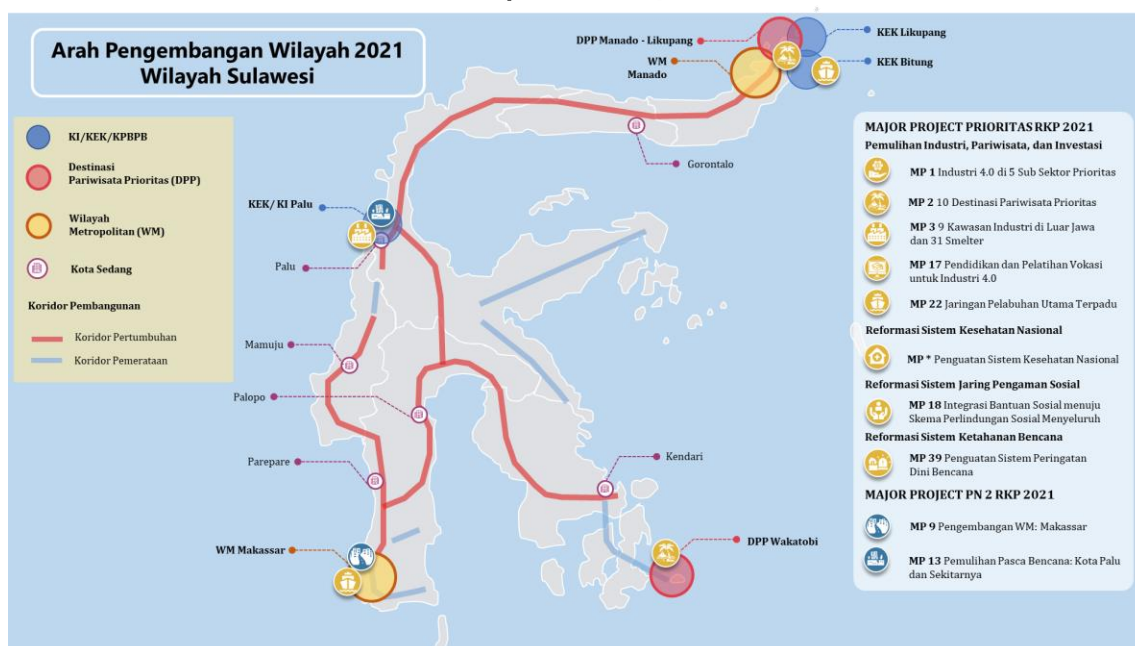 Arah Pengembangan Wilayah 2021
Wilayah Sulawesi
KI/KEK/KPBPB
Destinasi
Pariwisata Prioritas (DPP)
Wilayah
Metropolitan (WM)
Kota Sedang
Koridor Pembangunan
Koridor Pertumbuhan
Koridor Pemerataan
DPP Manado - Likupang
WM
Manado
KEK Likupang
KEK Bitung
Gorontalo
KEK/ KI Palu
Palu
Mamuju
Palopo
Parepare
Kendari
WM Makassar
DPP Wakatobi
MAJOR PROJECT PRIORITAS RKP 2021
Pemulihan Industri, Pariwisata, dan Investasi
MP 1 Industri 4.0 di 5 Sub Sektor Prioritas
MP 2 10 Destinasi Pariwisata Prioritas
MP 3 9 Kawasan Industri di Luar Jawa
dan 31 Smelter
MP 17 Pendidikan dan Pelatihan Vokasi
untuk Industri 4.0
MP 22 Jaringan Pelabuhan Utama Terpadu
Reformasi Sistem Kesehatan Nasional
MP * Penguatan Sistem Kesehatan Nasional
Reformasi Sistem Jaring Pengaman Sosial
MP 18 Integrasi Bantuan Sosial menuju
Skema Perlindungan Sosial Menyeluruh
Reformasi Sistem Ketahanan Bencana
MP 39 Penguatan Sistem Peringatan
Dini Bencana
MAJOR PROJECT PN 2 RKP 2021
MP 9 Pengembangan WM: Makassar
MP 13 Pemulihan Pasca Bencana: Kota Palu
dan Sekitarnya